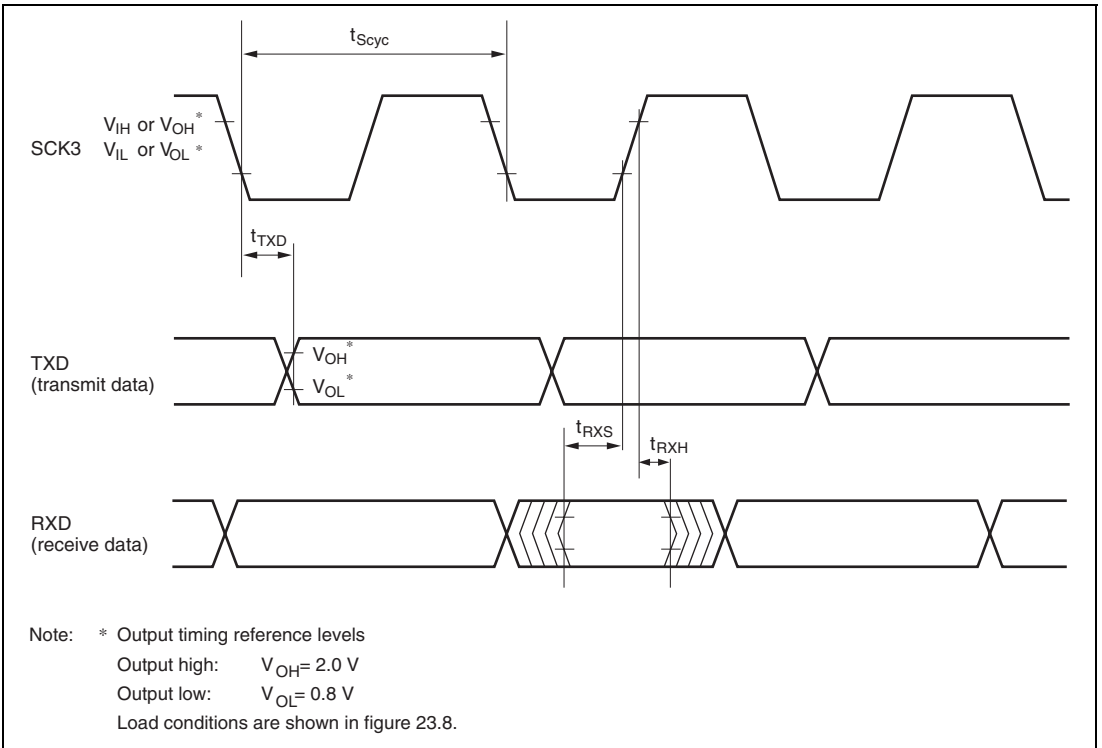 tScyc
SCK3
VIH or VOH*
VIL or VOL*
tTXD
TXD
(transmit data)
VOH*
VOL*
tRXS
tRXH
RXD
(receive data)
Note: * Output timing reference levels
Output high: VOH= 2.0 V
Output low: VOL= 0.8 V
Load conditions are shown in figure 23.8.